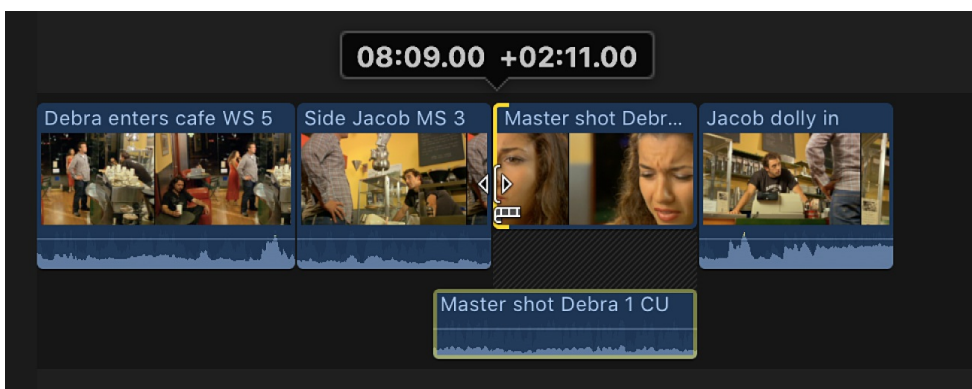 08:09.00 +02:11.00
Debra enters cafe WS 5
Side Jacob MS 3
Master shot Debr...
Jacob dolly in
Master shot Debra 1 CU